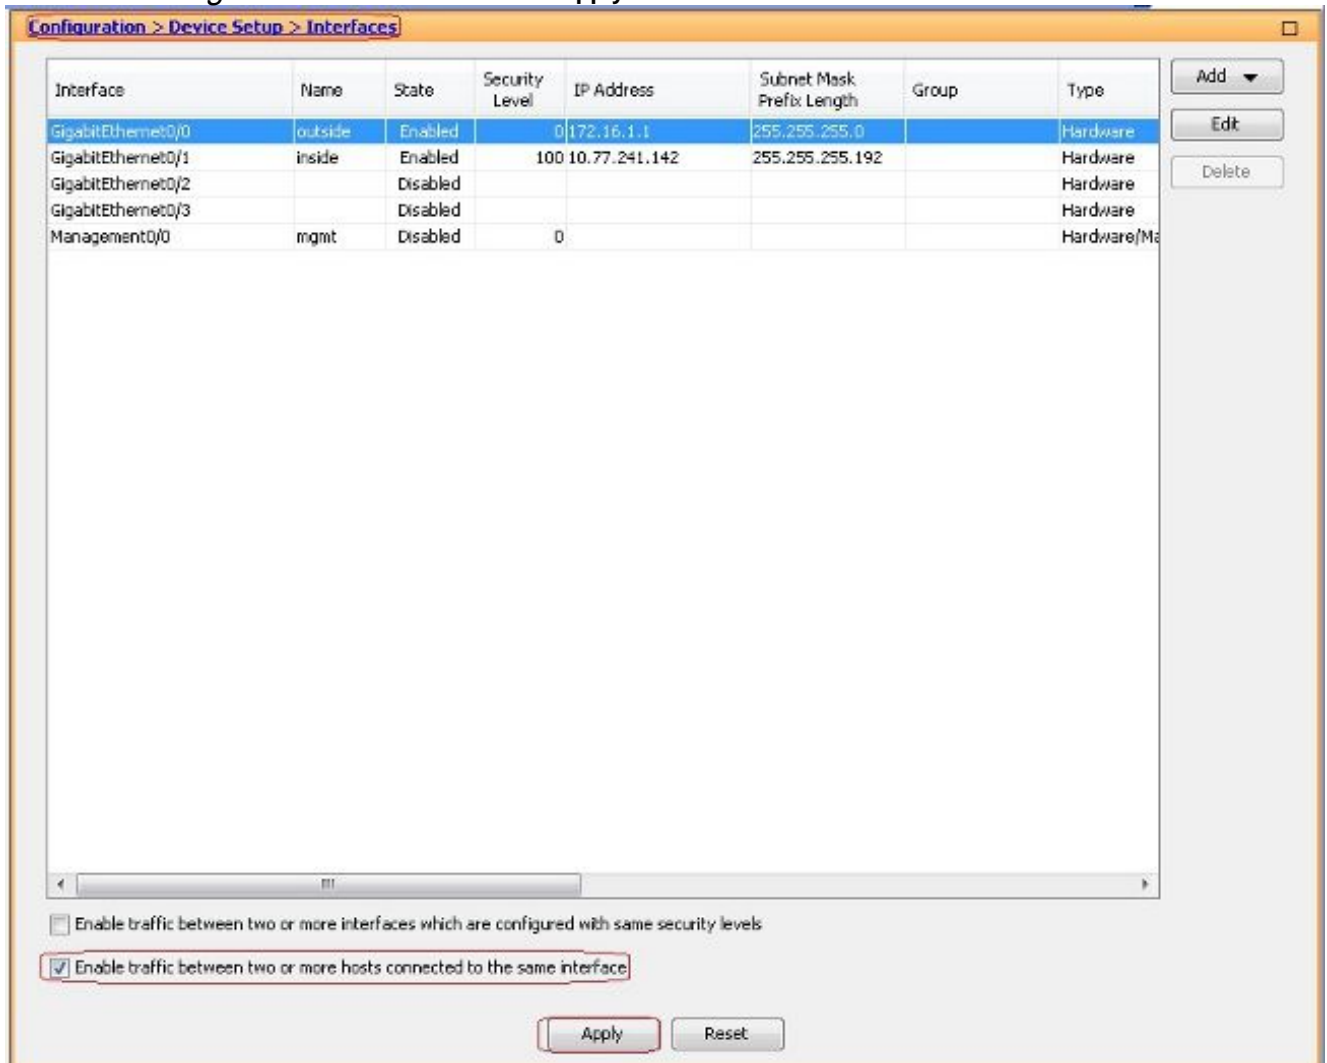 Configuration > Device Setup > Interfaces
Interface Name State Security Level IP Address Subnet Mask Prefix Length Group Type
GigabitEthernet0/0 outside Enabled 0 172.16.1.1 255.255.255.0 Hardware
GigabitEthernet0/1 inside Enabled 100 10.77.241.142 255.255.255.192 Hardware
GigabitEthernet0/2 Disabled Hardware
GigabitEthernet0/3 Disabled Hardware
Management0/0 mgmt Disabled 0 Hardware/Ma
Add
Edit
Delete
Enable traffic between two or more interfaces which are configured with same security levels
Enable traffic between two or more hosts connected to the same interface
Apply Reset